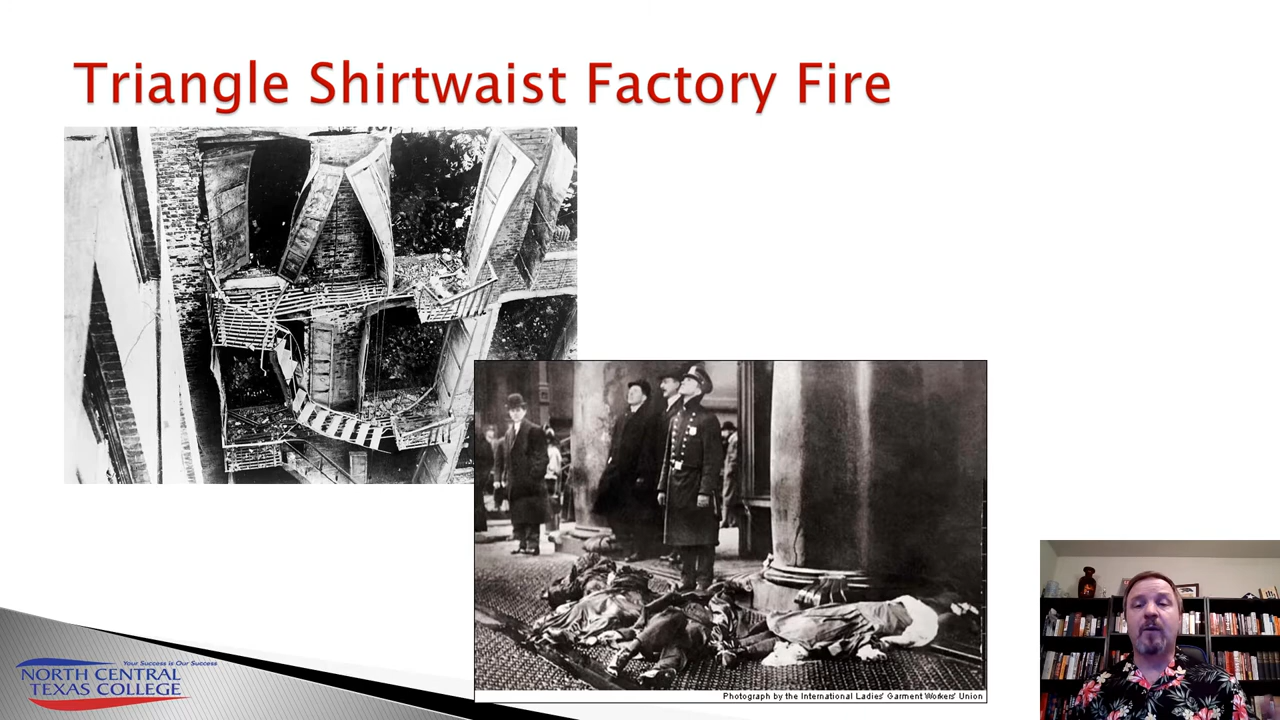 Triangle Shirtwaist Factory Fire
Photograph by the International Ladies' Garment Workers' Union
Your Success is Our Success
NORTH CENTRAL
TEXAS COLLEGE